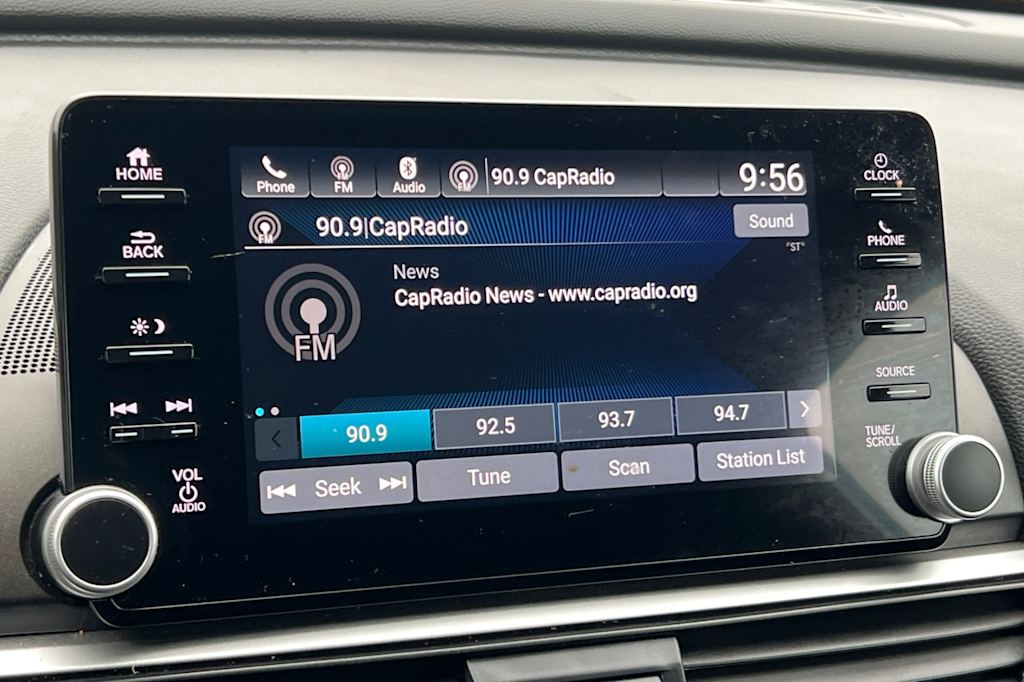 HOME
BACK
VOL
AUDIO
Phone
FM
Audio
FM
90.9 CapRadio
9:56
FM
90.9|CapRadio
Sound
"ST"
News
CapRadio News - www.capradio.org
FM
90.9
92.5
93.7
94.7
Seek
Tune
Scan
Station List
CLOCK
PHONE
AUDIO
SOURCE
TUNE/
SCROLL